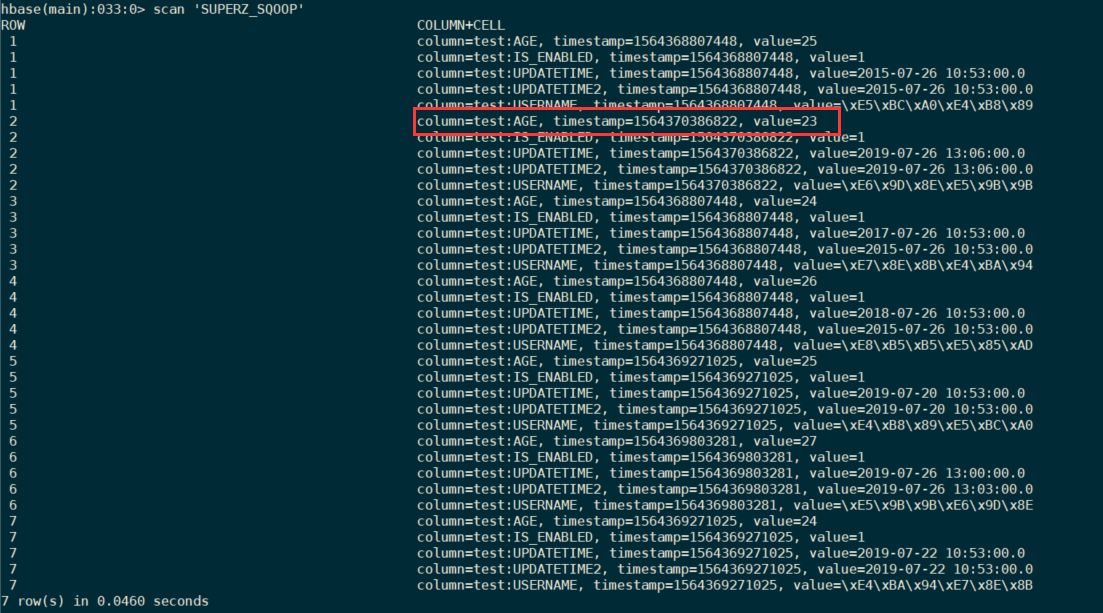 hbase(main):033:0> scan 'SUPERZ_SQOOP'
ROW COLUMN+CELL
1 column=test:AGE, timestamp=1564368807448, value=25
1 column=test:IS_ENABLED, timestamp=1564368807448, value=1
1 column=test:UPDATETIME, timestamp=1564368807448, value=2015-07-26 10:53:00.0
1 column=test:UPDATETIME2, timestamp=1564368807448, value=2015-07-26 10:53:00.0
1 column=test:USERNAME, timestamp=1564368807448, value=\xE5\xBC\xA0\xE4\xB8\x89
2 column=test:AGE, timestamp=1564370386822, value=23
2 column=test:IS_ENABLED, timestamp=1564370386822, value=1
2 column=test:UPDATETIME, timestamp=1564370386822, value=2019-07-26 13:06:00.0
2 column=test:UPDATETIME2, timestamp=1564370386822, value=2019-07-26 13:06:00.0
2 column=test:USERNAME, timestamp=1564370386822, value=\xE6\x9D\x8E\xE5\x9B\x9B
3 column=test:AGE, timestamp=1564368807448, value=24
3 column=test:IS_ENABLED, timestamp=1564368807448, value=1
3 column=test:UPDATETIME, timestamp=1564368807448, value=2017-07-26 10:53:00.0
3 column=test:UPDATETIME2, timestamp=1564368807448, value=2015-07-26 10:53:00.0
3 column=test:USERNAME, timestamp=1564368807448, value=\xE7\x8E\x8B\xE4\xBA\x94
4 column=test:AGE, timestamp=1564368807448, value=26
4 column=test:IS_ENABLED, timestamp=1564368807448, value=1
4 column=test:UPDATETIME, timestamp=1564368807448, value=2018-07-26 10:53:00.0
4 column=test:UPDATETIME2, timestamp=1564368807448, value=2015-07-26 10:53:00.0
4 column=test:USERNAME, timestamp=1564368807448, value=\xE8\xB5\xB5\xE5\x85\xAD
5 column=test:AGE, timestamp=1564369271025, value=25
5 column=test:IS_ENABLED, timestamp=1564369271025, value=1
5 column=test:UPDATETIME, timestamp=1564369271025, value=2019-07-20 10:53:00.0
5 column=test:UPDATETIME2, timestamp=1564369271025, value=2019-07-20 10:53:00.0
5 column=test:USERNAME, timestamp=1564369271025, value=\xE4\xB8\x89\xE5\xBC\xA0
6 column=test:AGE, timestamp=1564369803281, value=27
6 column=test:IS_ENABLED, timestamp=1564369803281, value=1
6 column=test:UPDATETIME, timestamp=1564369803281, value=2019-07-26 13:00:00.0
6 column=test:UPDATETIME2, timestamp=1564369803281, value=2019-07-26 13:03:00.0
6 column=test:USERNAME, timestamp=1564369803281, value=\xE5\x9B\x9B\xE6\x9D\x8E
7 column=test:AGE, timestamp=1564369271025, value=24
7 column=test:IS_ENABLED, timestamp=1564369271025, value=1
7 column=test:UPDATETIME, timestamp=1564369271025, value=2019-07-22 10:53:00.0
7 column=test:UPDATETIME2, timestamp=1564369271025, value=2019-07-22 10:53:00.0
7 column=test:USERNAME, timestamp=1564369271025, value=\xE4\xBA\x94\xE7\x8E\x8B
7 row(s) in 0.0460 seconds